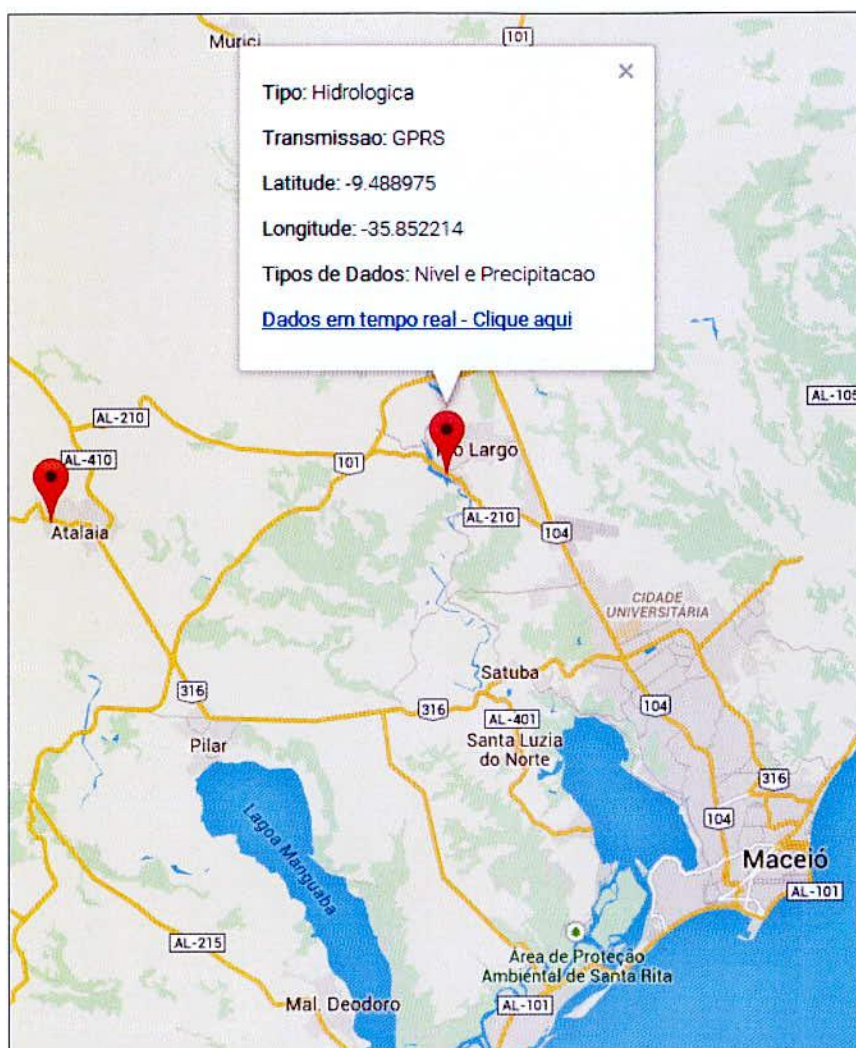 Murici
101
×
Tipo: Hidrologica
Transmissao: GPRS
Latitude: -9.488975
Longitude: -35.852214
Tipos de Dados: Nivel e Precipitacao
Dados em tempo real - Clique aqui
AL-105
AL-210
AL-410
101
Largo
Atalaia
AL-210
104
CIDADE
UNIVERSITÁRIA
Satuba
316
316
104
AL-401
Pilar
Santa Luzia
do Norte
316
Lagoa Manguaba
104
Maceió
AL-101
AL-215
Área de Proteção
Ambiental de Santa Rita
Mal. Deodoro
AL-101